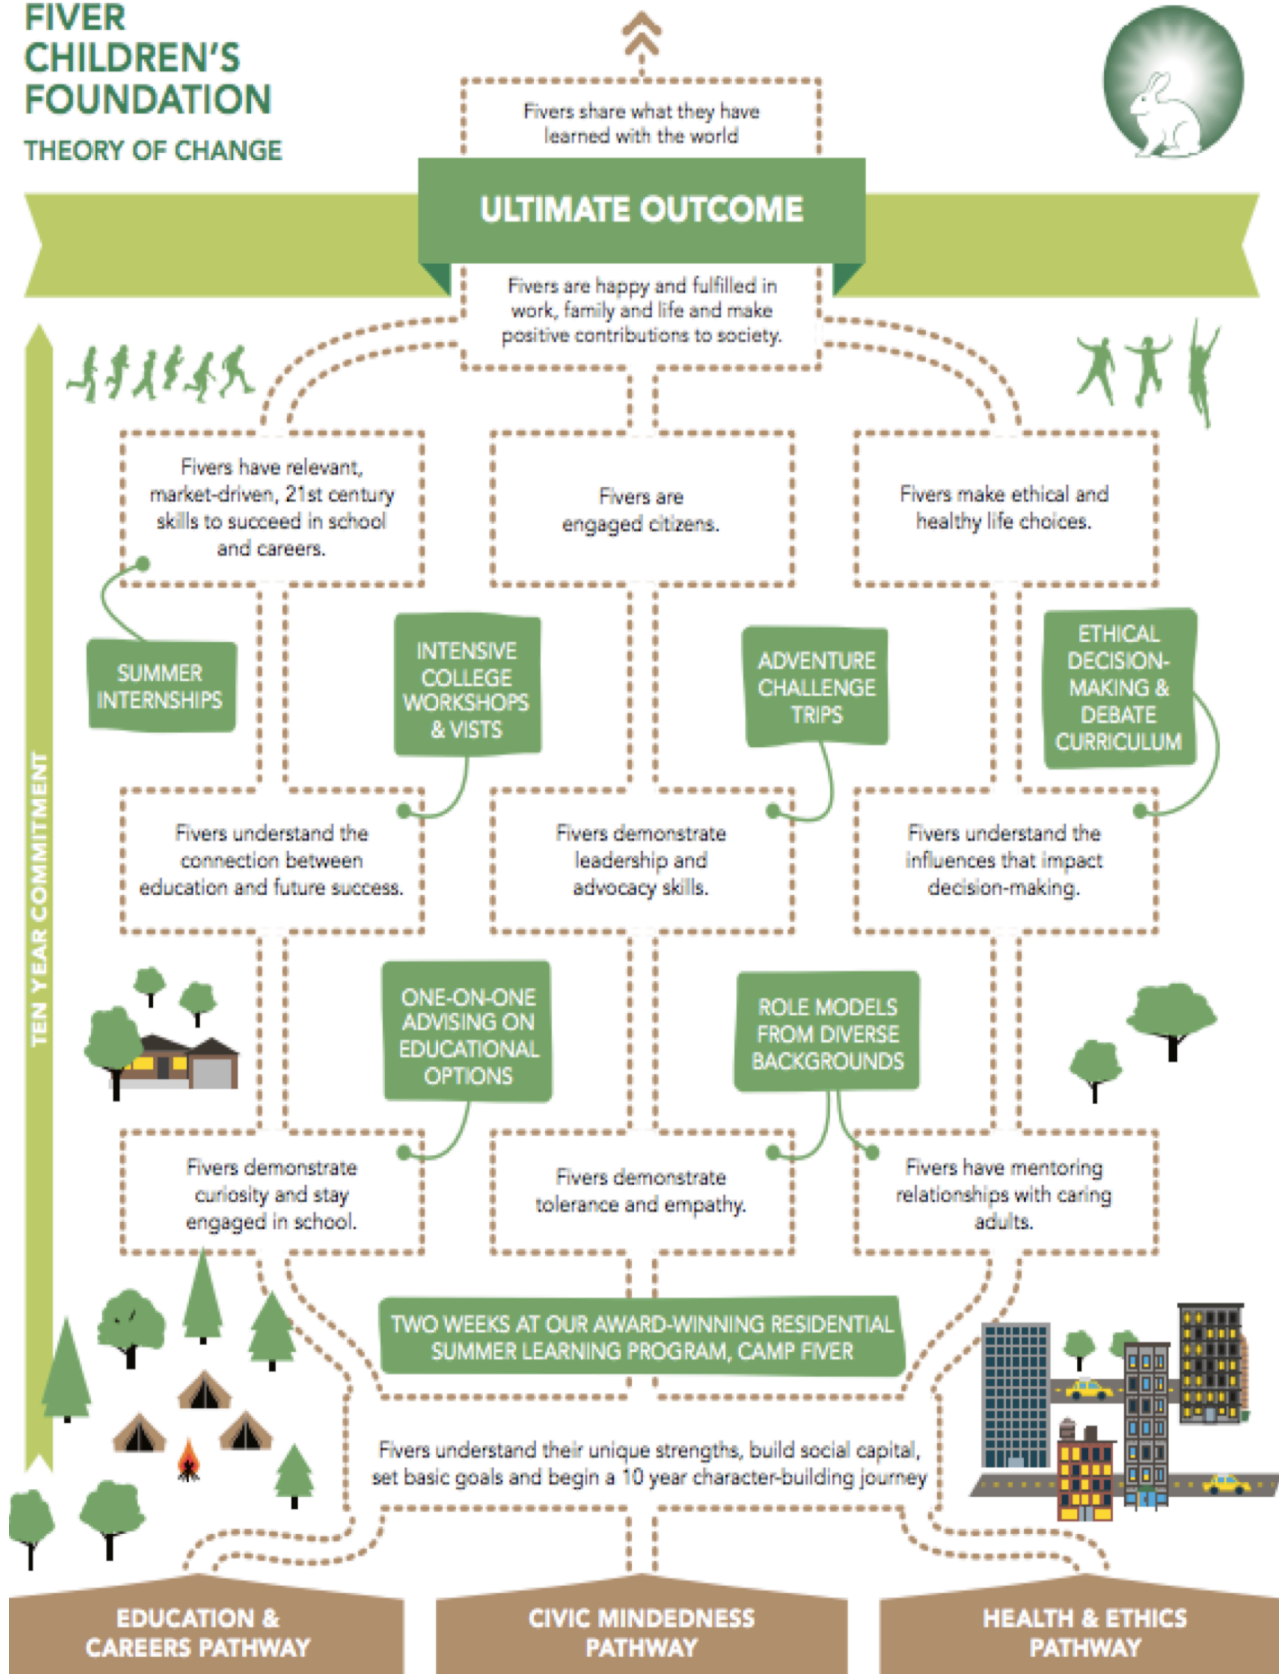 FIVER
CHILDREN'S
FOUNDATION
THEORY OF CHANGE
Fivers share what they have
learned with the world
ULTIMATE OUTCOME
Fivers are happy and fulfilled in
work, family and life and make
positive contributions to society.
Fivers have relevant,
market-driven, 21st century
skills to succeed in school
and careers.
Fivers are
engaged citizens.
Fivers make ethical and
healthy life choices.
SUMMER
INTERNSHIPS
INTENSIVE
COLLEGE
WORKSHOPS
& VISTS
ADVENTURE
CHALLENGE
TRIPS
ETHICAL
DECISION-
MAKING &
DEBATE
CURRICULUM
TEN YEAR COMMITMENT
Fivers understand the
connection between
education and future success.
Fivers demonstrate
leadership and
advocacy skills.
Fivers understand the
influences that impact
decision-making.
ONE-ON-ONE
ADVISING ON
EDUCATIONAL
OPTIONS
ROLE MODELS
FROM DIVERSE
BACKGROUNDS
Fivers demonstrate
curiosity and stay
engaged in school.
Fivers demonstrate
tolerance and empathy.
Fivers have mentoring
relationships with caring
adults.
TWO WEEKS AT OUR AWARD-WINNING RESIDENTIAL
SUMMER LEARNING PROGRAM, CAMP FIVER
Fivers understand their unique strengths, build social capital,
set basic goals and begin a 10 year character-building journey
EDUCATION &
CAREERS PATHWAY
CIVIC MINDEDNESS
PATHWAY
HEALTH & ETHICS
PATHWAY